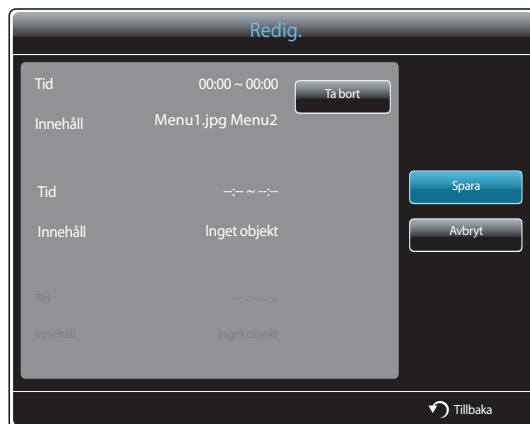 Redig.
Tid 00:00 ~ 00:00 Ta bort
Innehåll Menu1.jpg Menu2
Tid --:-- ~ --:--
Spara
Innehåll Inget objekt
Avbryt
Tid --:-- ~ --:--
Innehåll Inget objekt
Tillbaka